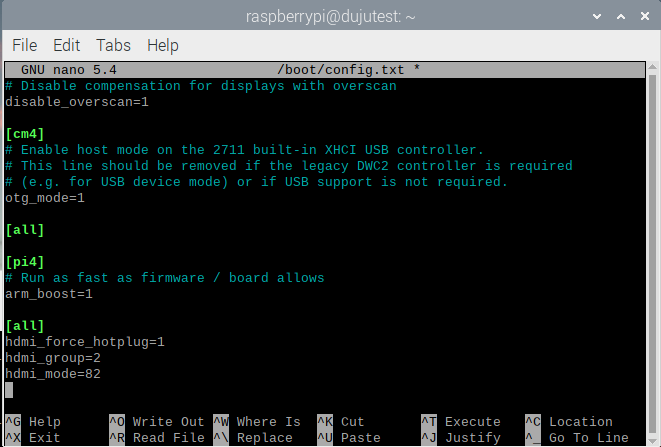 raspberrypi@dujutest: ~
File Edit Tabs Help
GNU nano 5.4 /boot/config.txt *
# Disable compensation for displays with overscan
disable_overscan=1
[cm4]
# Enable host mode on the 2711 built-in XHCI USB controller.
# This line should be removed if the legacy DWC2 controller is required
# (e.g. for USB device mode) or if USB support is not required.
otg_mode=1
[all]
[pi4]
# Run as fast as firmware / board allows
arm_boost=1
[all]
hdmi_force_hotplug=1
hdmi_group=2
hdmi_mode=82
^G Help ^O Write Out ^W Where Is ^K Cut ^T Execute ^C Location
^X Exit ^R Read File ^\ Replace ^U Paste ^J Justify ^_ Go To Line